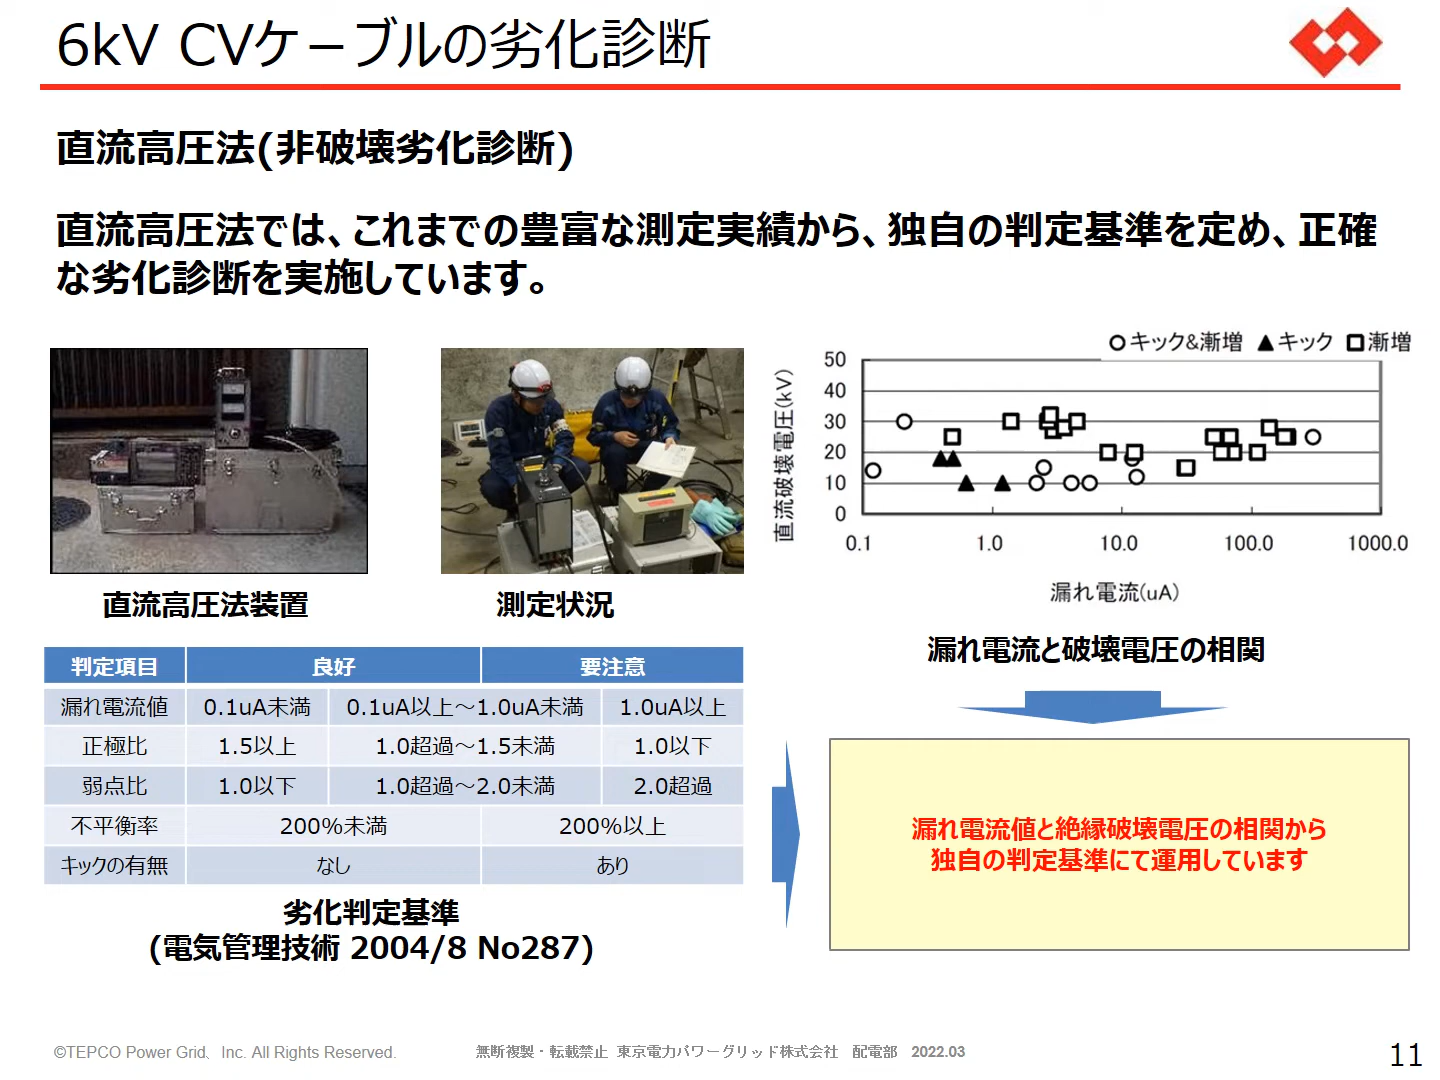 6kV CVケーブルの劣化診断
直流高圧法(非破壊劣化診断)
直流高圧法では、これまでの豊富な測定実績から、独自の判定基準を定め、正確
な劣化診断を実施しています。
直流高圧法装置
測定状況
○キック&漸増 ▲キック □漸増
直流破壊電圧(kV)
50
40
30
20
10
0
0.1 1.0 10.0 100.0 1000.0
漏れ電流(uA)
漏れ電流と破壊電圧の相関
判定項目 良好 要注意
漏れ電流値 0.1uA未満 0.1uA以上～1.0uA未満 1.0uA以上
正極比 1.5以上 1.0超過～1.5未満 1.0以下
弱点比 1.0以下 1.0超過～2.0未満 2.0超過
不平衡率 200%未満 200%以上
キックの有無 なし あり
劣化判定基準
(電気管理技術 2004/8 No287)
漏れ電流値と絶縁破壊電圧の相関から
独自の判定基準にて運用しています
©TEPCO Power Grid、Inc. All Rights Reserved.
無断複製・転載禁止 東京電力パワーグリッド株式会社 配電部 2022.03
11